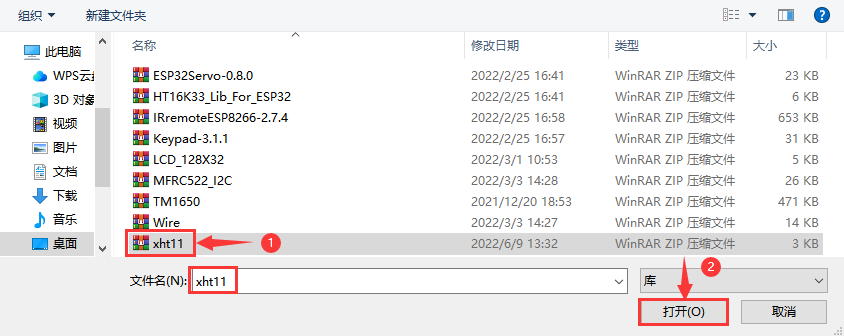 组织 新建文件夹
此电脑
WPS云盘
3D 对象
视频
图片
文档
下载
音乐
桌面
名称 修改日期 类型 大小
ESP32Servo-0.8.0 2022/2/25 16:41 WinRAR ZIP 压缩文件 23 KB
HT16K33_Lib_For_ESP32 2022/2/25 16:41 WinRAR ZIP 压缩文件 6 KB
IRremoteESP8266-2.7.4 2022/2/25 16:58 WinRAR ZIP 压缩文件 653 KB
Keypad-3.1.1 2022/2/25 16:57 WinRAR ZIP 压缩文件 31 KB
LCD_128X32 2022/3/1 10:53 WinRAR ZIP 压缩文件 5 KB
MFRC522_I2C 2022/3/3 14:28 WinRAR ZIP 压缩文件 26 KB
TM1650 2021/12/20 18:53 WinRAR ZIP 压缩文件 471 KB
Wire 2022/3/3 14:27 WinRAR ZIP 压缩文件 14 KB
xht11 1 2022/6/9 13:32 WinRAR ZIP 压缩文件 3 KB
2
文件名(N): xht11 库
打开(O) 取消